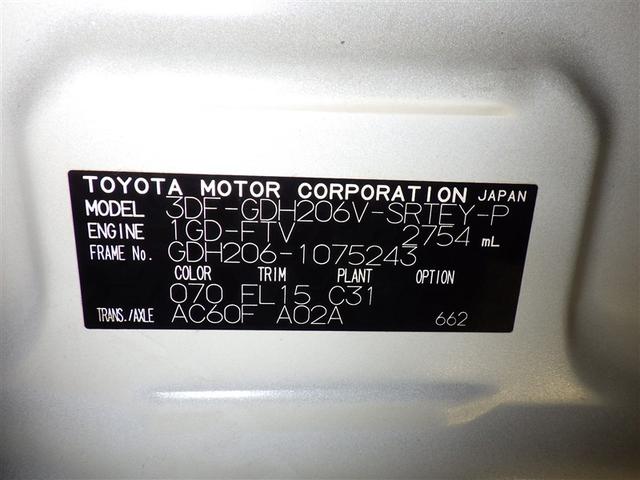 TOYOTA MOTOR CORPORATION JAPAN
MODEL 3DF-GDH206V-SRTEY-P
ENGINE 1GD-FTV 2754 mL
FRAME No. GDH206-1075243
COLOR TRIM PLANT OPTION
070 FL15 C31
TRANS./AXLE AC60F A02A 662